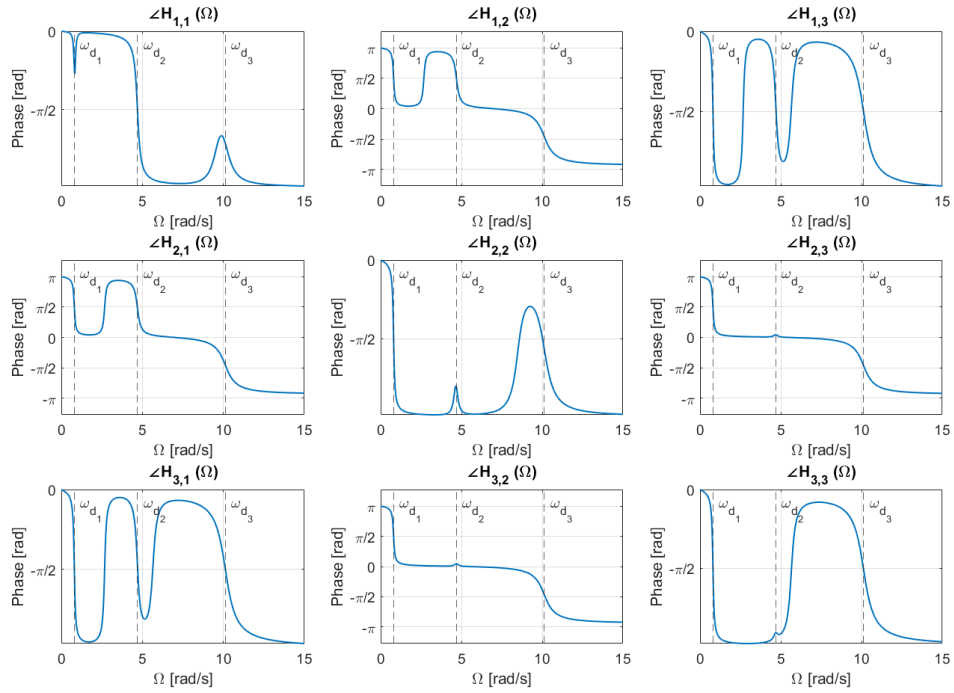 ∠H1,1 (Ω)
0
-π/2
Phase [rad]
ωd1
ωd2
ωd3
0 5 10 15
Ω [rad/s]
∠H1,2 (Ω)
π
π/2
0
-π/2
-π
Phase [rad]
ωd1
ωd2
ωd3
0 5 10 15
Ω [rad/s]
∠H1,3 (Ω)
0
-π/2
Phase [rad]
ωd1
ωd2
ωd3
0 5 10 15
Ω [rad/s]
∠H2,1 (Ω)
π
π/2
0
-π/2
-π
Phase [rad]
ωd1
ωd2
ωd3
0 5 10 15
Ω [rad/s]
∠H2,2 (Ω)
0
-π/2
Phase [rad]
ωd1
ωd2
ωd3
0 5 10 15
Ω [rad/s]
∠H2,3 (Ω)
π
π/2
0
-π/2
-π
Phase [rad]
ωd1
ωd2
ωd3
0 5 10 15
Ω [rad/s]
∠H3,1 (Ω)
0
-π/2
Phase [rad]
ωd1
ωd2
ωd3
0 5 10 15
Ω [rad/s]
∠H3,2 (Ω)
π
π/2
0
-π/2
-π
Phase [rad]
ωd1
ωd2
ωd3
0 5 10 15
Ω [rad/s]
∠H3,3 (Ω)
0
-π/2
Phase [rad]
ωd1
ωd2
ωd3
0 5 10 15
Ω [rad/s]